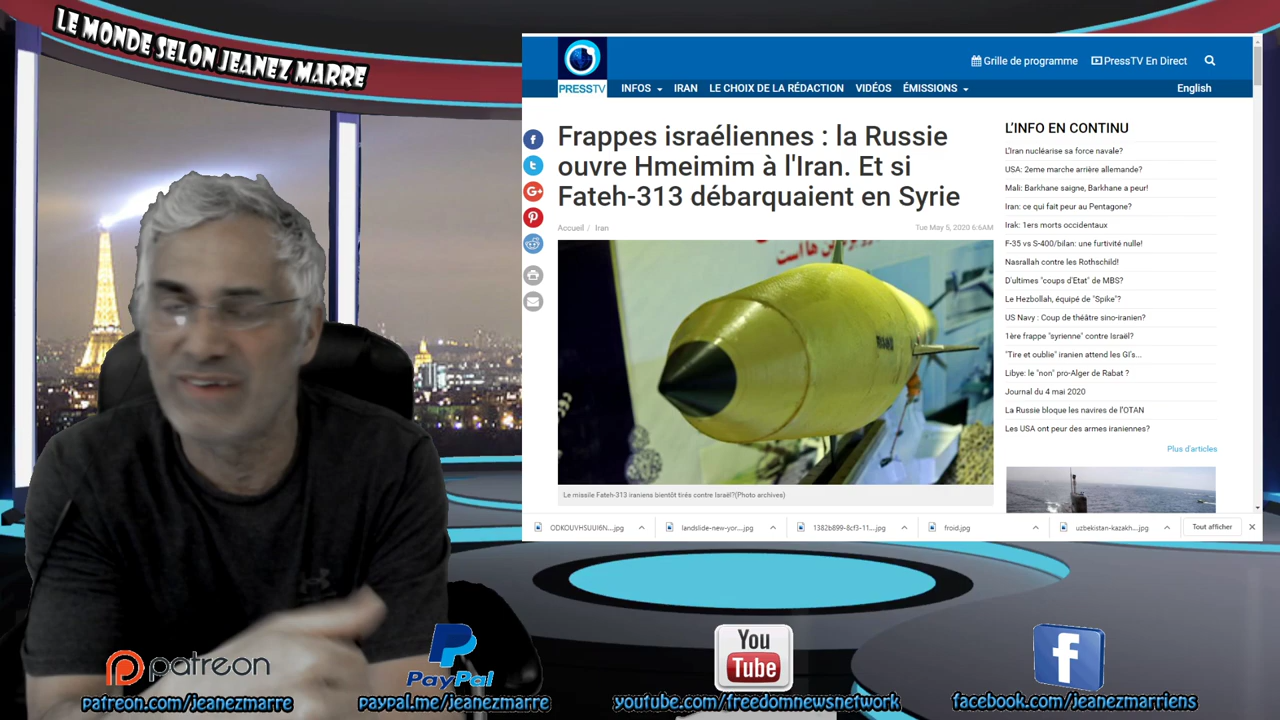 LE MONDE SELON JEANEZ MARRE
PRESSTV
Grille de programme
PressTV En Direct
INFOS
IRAN
LE CHOIX DE LA RÉDACTION
VIDÉOS
ÉMISSIONS
English
Frappes israéliennes : la Russie
ouvre Hmeimim à l'Iran. Et si
Fateh-313 débarquaient en Syrie
Accueil / Iran
Tue May 5, 2020 6:6AM
Le missile Fateh-313 iraniens bientôt tirés contre Israël?(Photo archives)
L'INFO EN CONTINU
L'Iran nucléarise sa force navale?
USA: 2eme marche arrière allemande?
Mali: Barkhane saigne, Barkhane a peur!
Iran: ce qui fait peur au Pentagone?
Irak: 1ers morts occidentaux
F-35 vs S-400/bilan: une furtivité nulle!
Nasrallah contre les Rothschild!
D'ultimes "coups d'Etat" de MBS?
Le Hezbollah, équipé de "Spike"?
US Navy : Coup de théâtre sino-iranien?
1ère frappe "syrienne" contre Israël?
"Tire et oublie" iranien attend les GI's...
Libye: le "non" pro-Alger de Rabat ?
Journal du 4 mai 2020
La Russie bloque les navires de l'OTAN
Les USA ont peur des armes iraniennes?
Plus d'articles
ODKOUVHSUUI6N....jpg
landslide-new-yor....jpg
1382b899-8cf3-11....jpg
froid.jpg
uzbekistan-kazakh....jpg
Tout afficher
patreon
patreon.com/jeanezmarre
PayPal
paypal.me/jeanezmarre
You
Tube
youtube.com/freedomnewsnetwork
f
facebook.com/jeanezmarriens